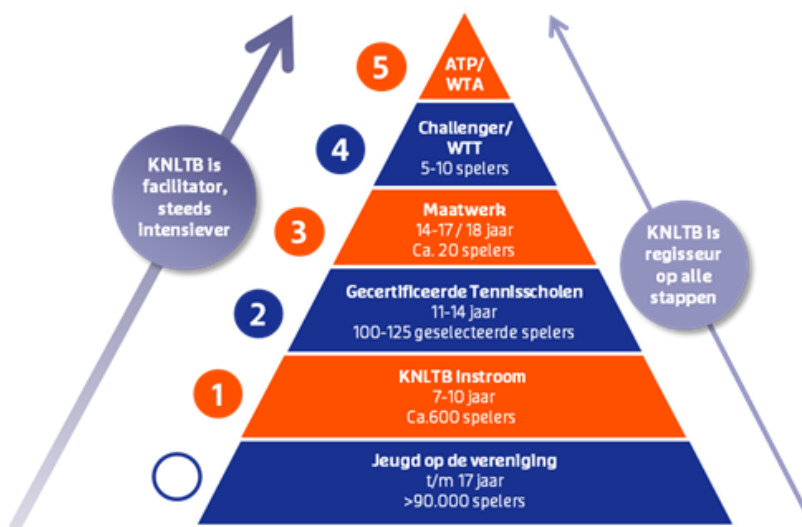 5
ATP/
WTA
4
Challenger/
WTT
5-10 spelers
KNLTB is
facilitator,
steeds
intensiever
3
Maatwerk
14-17 / 18 jaar
Ca. 20 spelers
KNLTB is
regisseur
op alle
stappen
2
Gecertificeerde Tennisscholen
11-14 jaar
100-125 geselecteerde spelers
1
KNLTB Instroom
7-10 jaar
Ca.600 spelers
Jeugd op de vereniging
t/m 17 jaar
>90.000 spelers